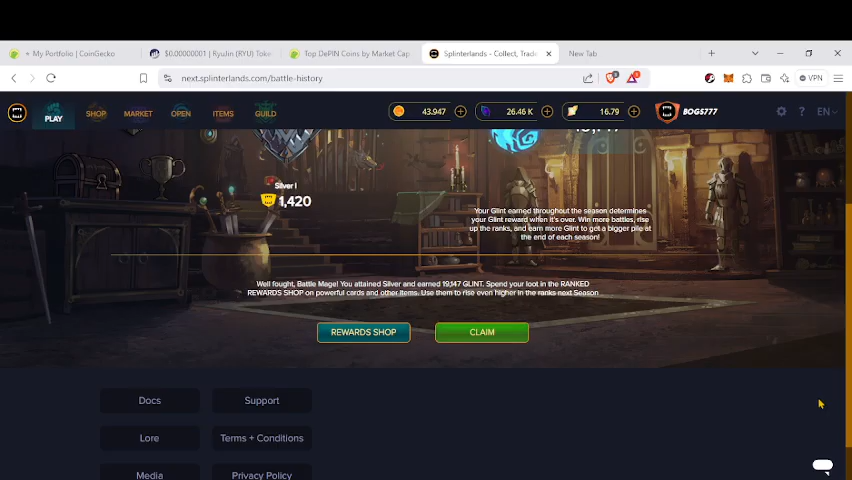 + My Portfolio | CoinGecko
$0.00000001 | RyuJin (RYU) Toke
Top DePIN Coins by Market Cap
Splinterlands - Collect, Trade
New Tab
next.splinterlands.com/battle-history
VPN
PLAY
SHOP
MARKET
OPEN
ITEMS
GUILD
43.947
26.46 K
16.79
BOGS777
EN
Silver I
1,420
Your Glint earned throughout the season determines
your Glint reward when it's over. Win more battles, rise
up the ranks, and earn more Glint to get a bigger pile at
the end of each season!
Well fought, Battle Mage! You attained Silver and earned 19,147 GLINT. Spend your loot in the RANKED
REWARDS SHOP on powerful cards and other items. Use them to rise even higher in the ranks next Season
REWARDS SHOP
CLAIM
Docs
Support
Lore
Terms + Conditions
Media
Privacy Policy